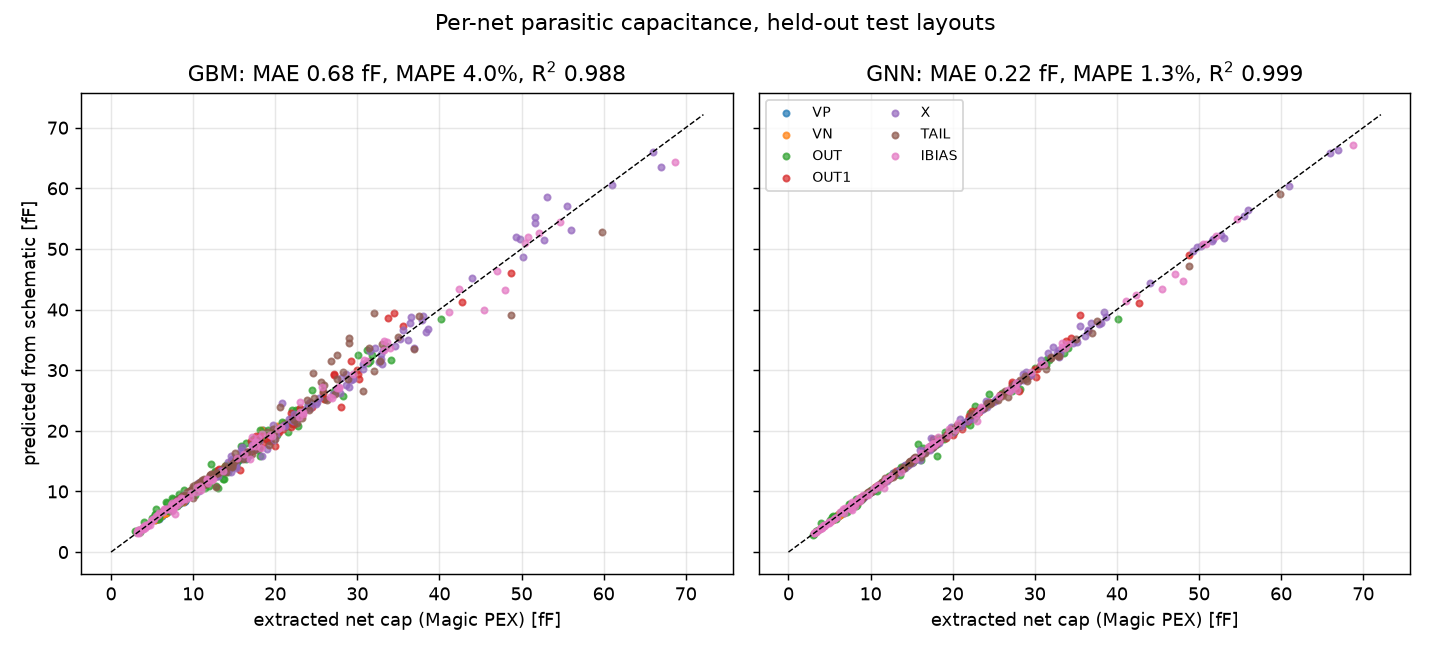 Per-net parasitic capacitance, held-out test layouts
GBM: MAE 0.68 fF, MAPE 4.0%, R² 0.988
predicted from schematic [fF]
70
60
50
40
30
20
10
0
0 10 20 30 40 50 60 70
extracted net cap (Magic PEX) [fF]
GNN: MAE 0.22 fF, MAPE 1.3%, R² 0.999
VP
VN
OUT
OUT1
X
TAIL
IBIAS
0 10 20 30 40 50 60 70
extracted net cap (Magic PEX) [fF]